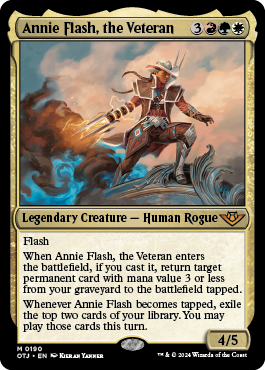 Annie Flash, the Veteran 3
Legendary Creature — Human Rogue
Flash
When Annie Flash, the Veteran enters
the battlefield, if you cast it, return target
permanent card with mana value 3 or less
from your graveyard to the battlefield tapped.
Whenever Annie Flash becomes tapped, exile
the top two cards of your library. You may
play those cards this turn.
4/5
M 0190
OTJ • EN KIERAN YANNER ™ & © 2024 Wizards of the Coast